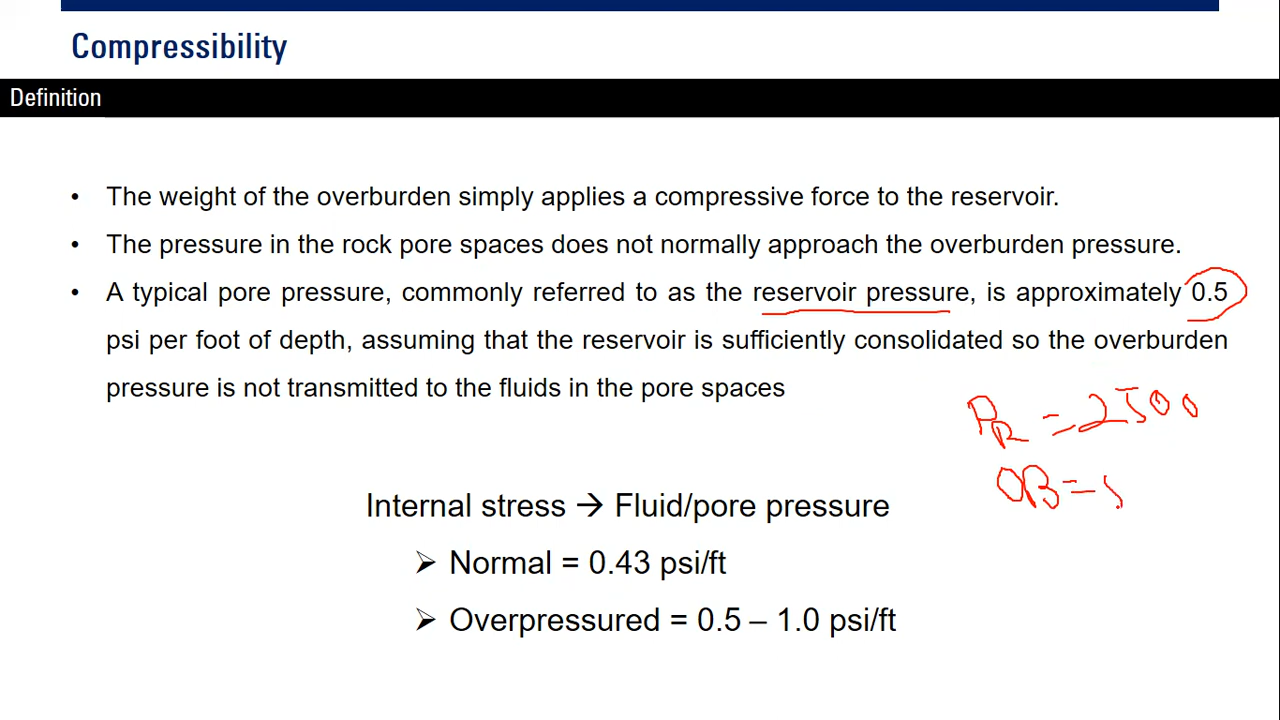 Compressibility
Definition
• The weight of the overburden simply applies a compressive force to the reservoir.
• The pressure in the rock pore spaces does not normally approach the overburden pressure.
• A typical pore pressure, commonly referred to as the reservoir pressure, is approximately 0.5
psi per foot of depth, assuming that the reservoir is sufficiently consolidated so the overburden
pressure is not transmitted to the fluids in the pore spaces
PR = 2500
OB =
Internal stress → Fluid/pore pressure
➢ Normal = 0.43 psi/ft
➢ Overpressured = 0.5 – 1.0 psi/ft